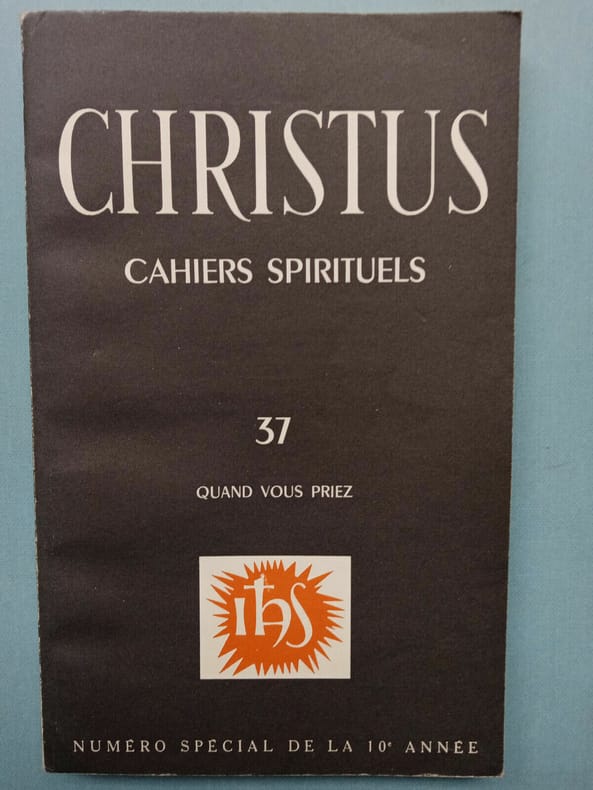 CHRISTUS
CAHIERS SPIRITUELS
37
QUAND VOUS PRIEZ
ihs
NUMÉRO SPÉCIAL DE LA 10e ANNÉE